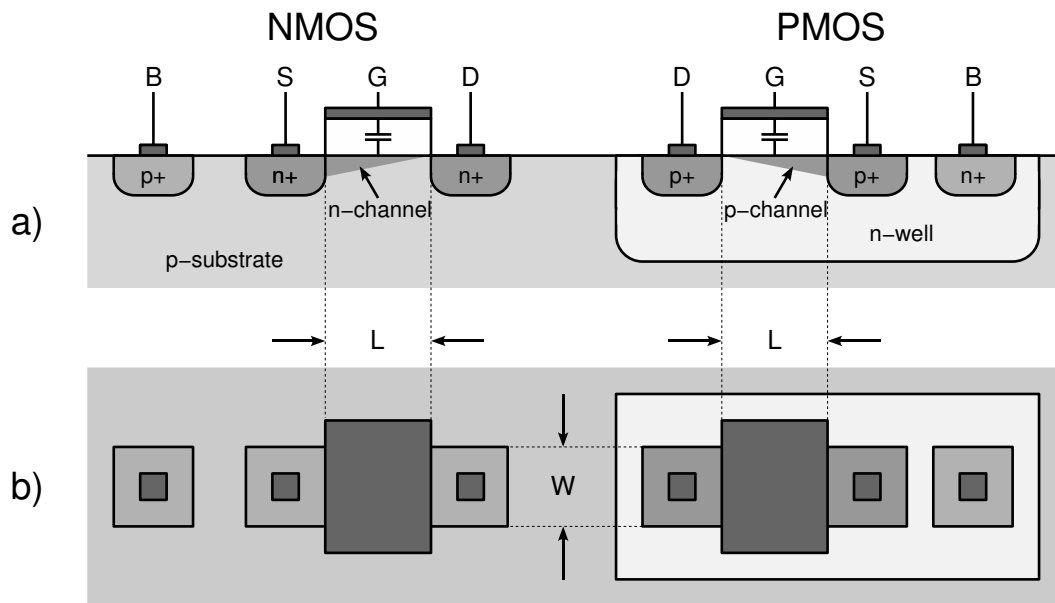 NMOS PMOS
B S G D D G S B
p+ n+ n+ p+ p+ n+
n−channel p−channel
a)
n−well
p−substrate
L L
b)
W